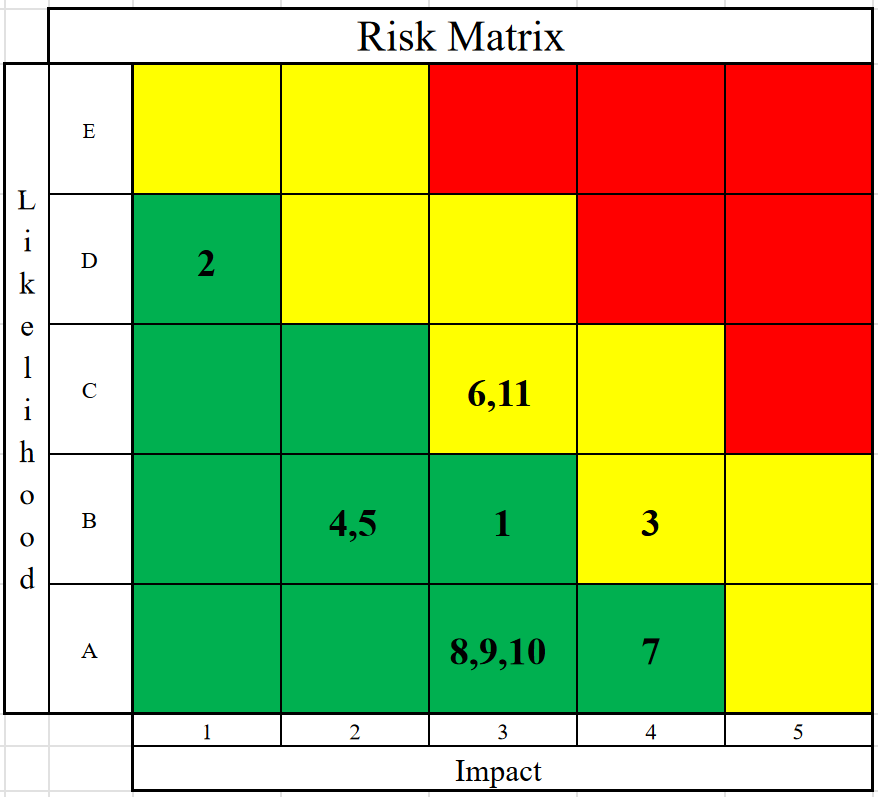 Risk Matrix
Likelihood
E
D
2
C
6,11
B
4,5
1
3
A
8,9,10
7
1
2
3
4
5
Impact